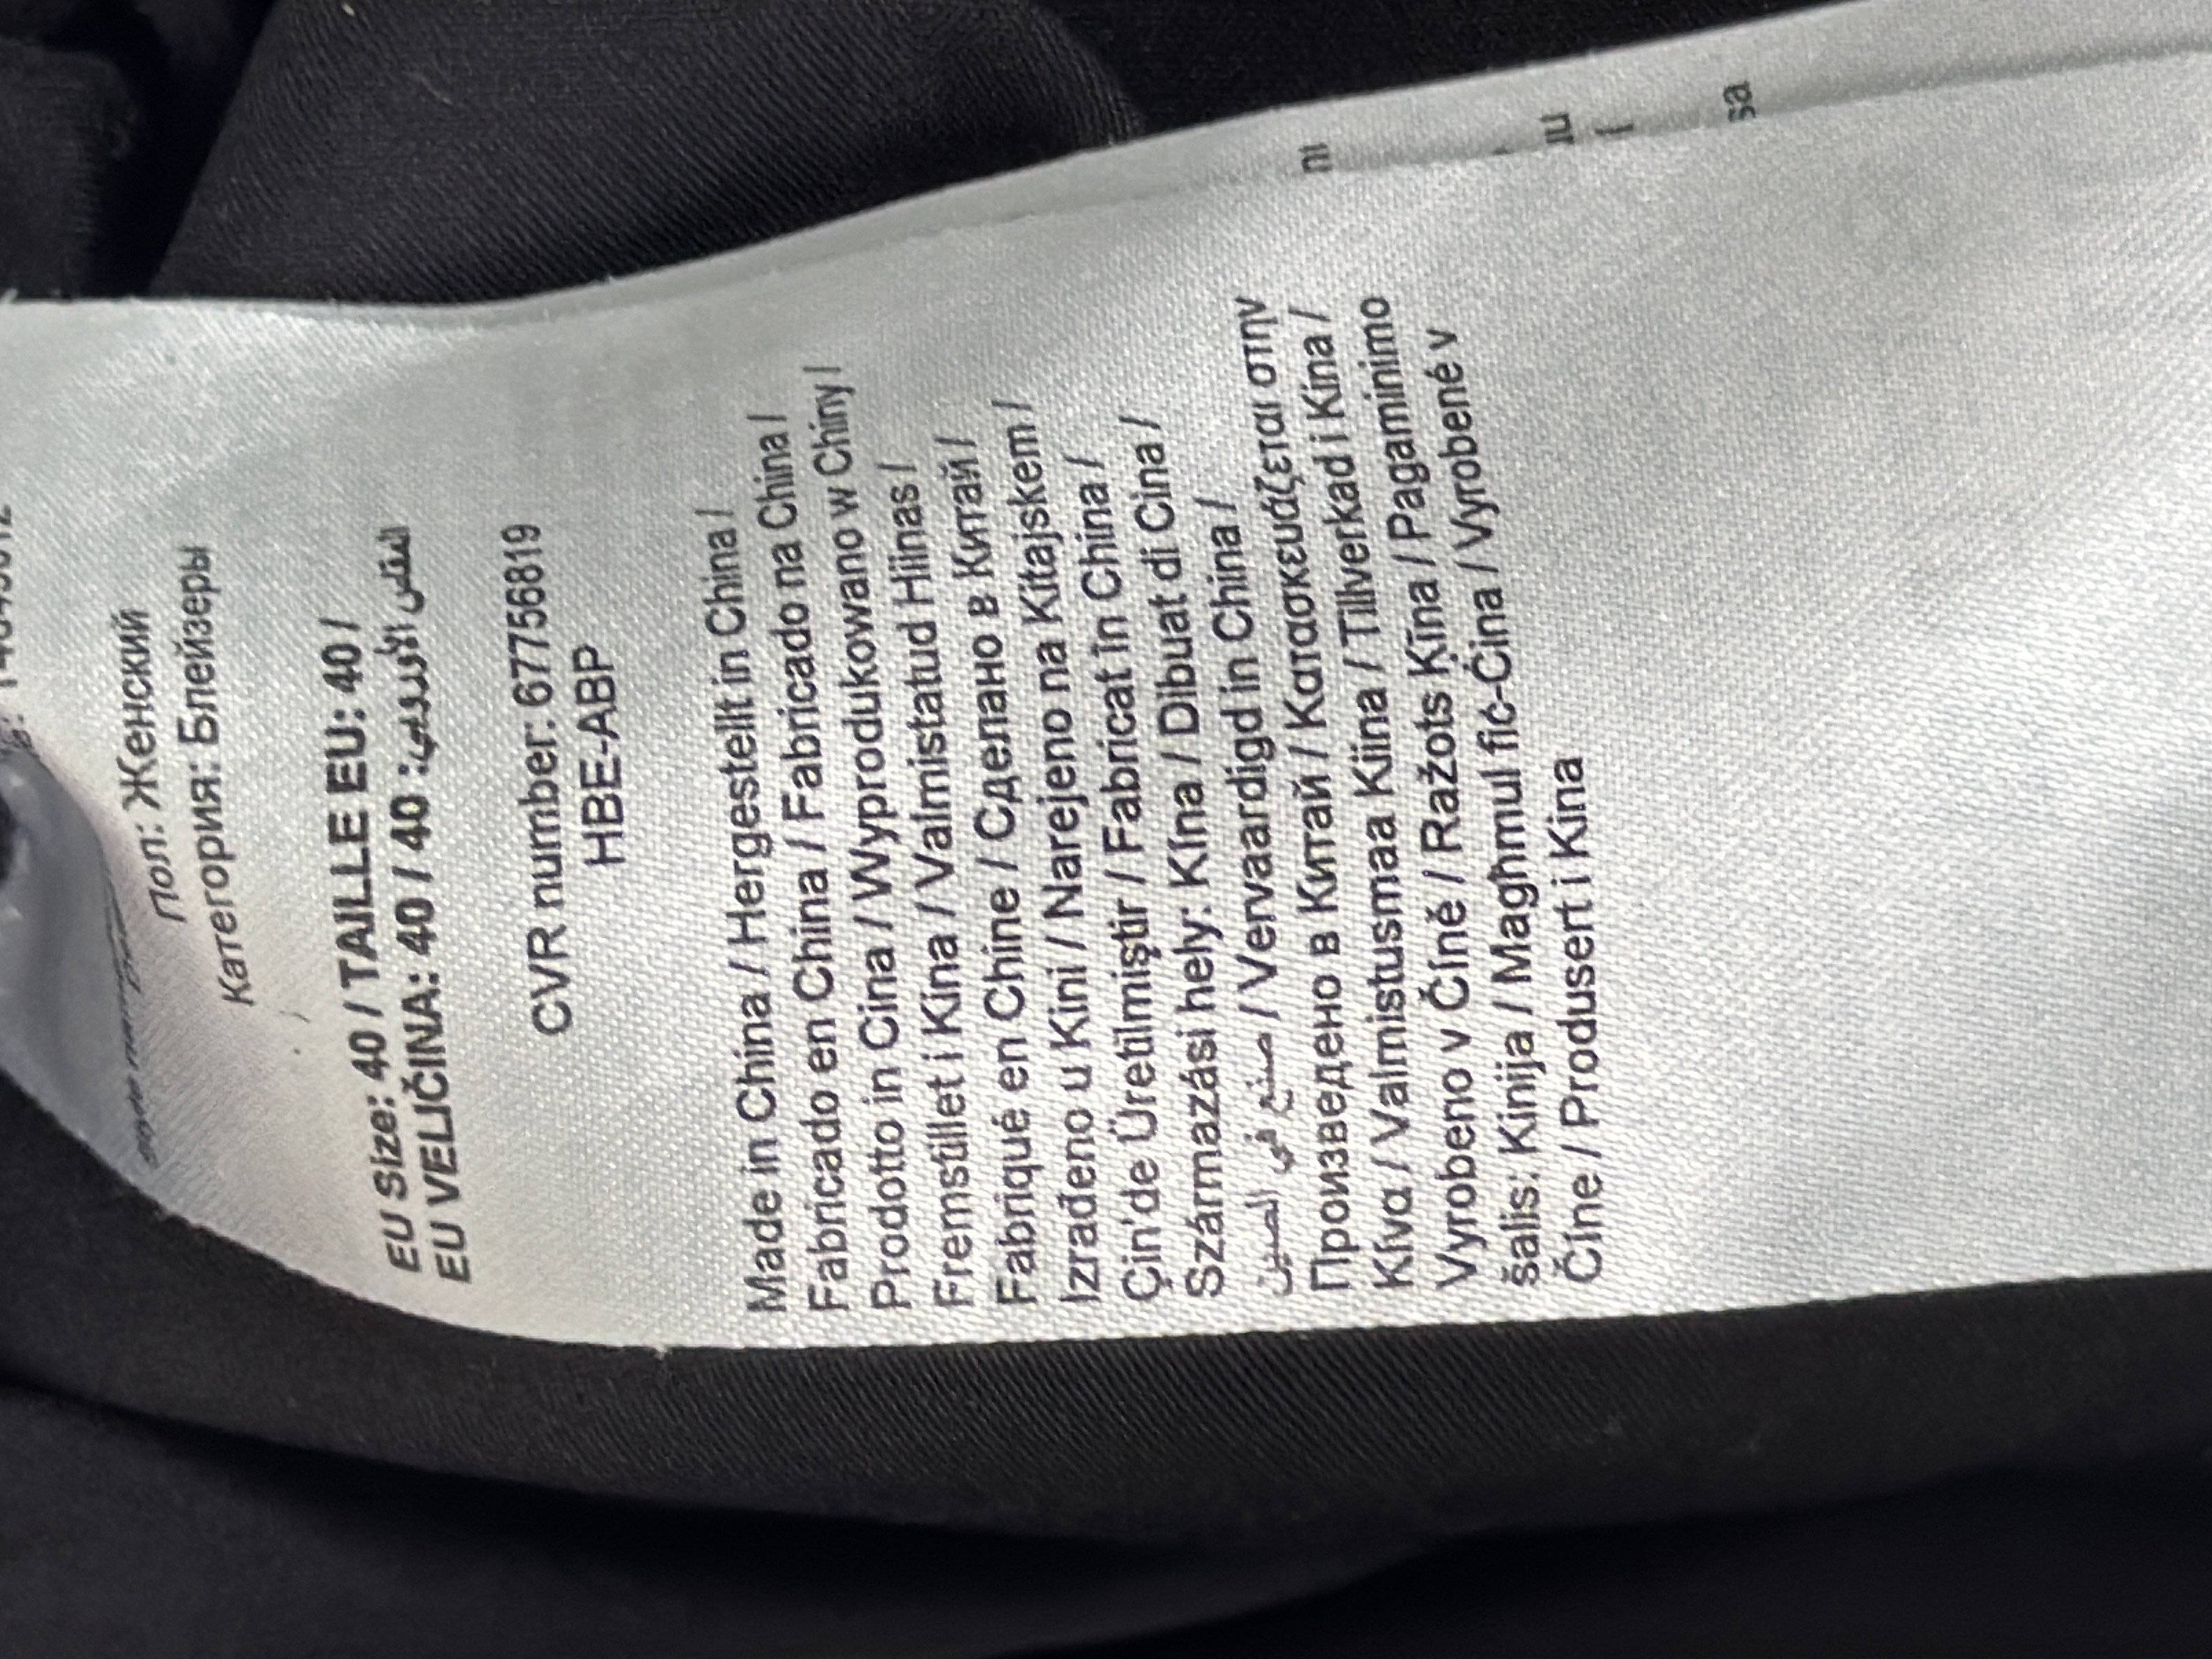 Пол: Женский
Категория: Блейзеры
EU Size: 40 / TAILLE EU: 40 /
EU VELIČINA: 40 / 40 :المقاس الأوروبي
CVR number: 67756819
HBE-ABP
Made in China / Hergestellt in China /
Fabricado en China / Fabricado na China /
Prodotto in Cina / Wyprodukowano w Chiny /
Fremstillet i Kina / Valmistatud Hiinas /
Fabriqué en Chine / Сделано в Китай /
Izrađeno u Kini / Narejeno na Kitajskem /
Çin'de Üretilmiştir / Fabricat în China /
Származási hely: Kína / Dibuat di Cina /
صنع في الصين / Vervaardigd in China /
Произведено в Китай / Κατασκευάζεται στην
Κίνα / Valmistusmaa Kiina / Tillverkad i Kina /
Vyrobeno v Číně / Ražots Ķīna / Pagaminimo
šalis: Kinija / Magħmul fiċ-Ċina / Vyrobené v
Číne / Produsert i Kina